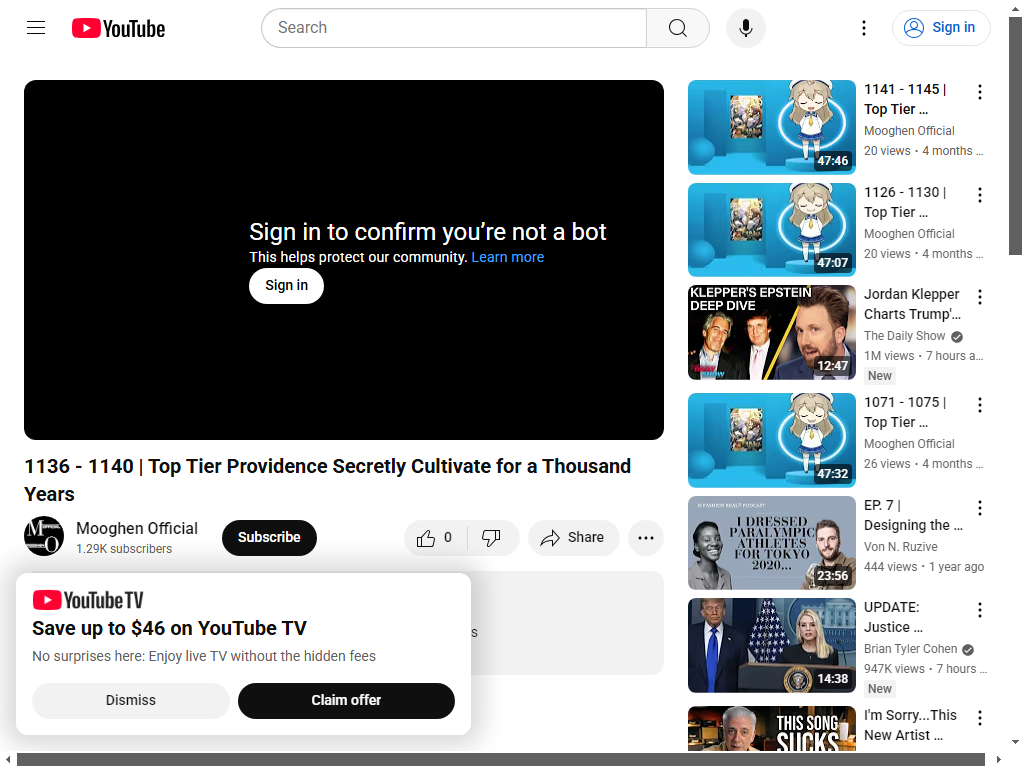 YouTube
Search
Sign in
Sign in to confirm you're not a bot
This helps protect our community. Learn more
Sign in
1136 - 1140 | Top Tier Providence Secretly Cultivate for a Thousand
Years
Mooghen Official
1.29K subscribers
Subscribe
0
Share
s
YouTube TV
Save up to $46 on YouTube TV
No surprises here: Enjoy live TV without the hidden fees
Dismiss
Claim offer
47:46
1141 - 1145 |
Top Tier ...
Mooghen Official
20 views • 4 months ...
47:07
1126 - 1130 |
Top Tier ...
Mooghen Official
20 views • 4 months ...
KLEPPER'S EPSTEIN
DEEP DIVE
12:47
Jordan Klepper
Charts Trump'...
The Daily Show
1M views • 7 hours a...
New
47:32
1071 - 1075 |
Top Tier ...
Mooghen Official
26 views • 4 months ...
IS FASHION REAL? PODCAST
I DRESSED
PARALYMPIC
ATHLETES
FOR TOKYO
2020...
23:56
EP. 7 |
Designing the ...
Von N. Ruzive
444 views • 1 year ago
14:38
UPDATE:
Justice ...
Brian Tyler Cohen
947K views • 7 hours ...
New
THIS SONG
SUCKS
I'm Sorry...This
New Artist ...